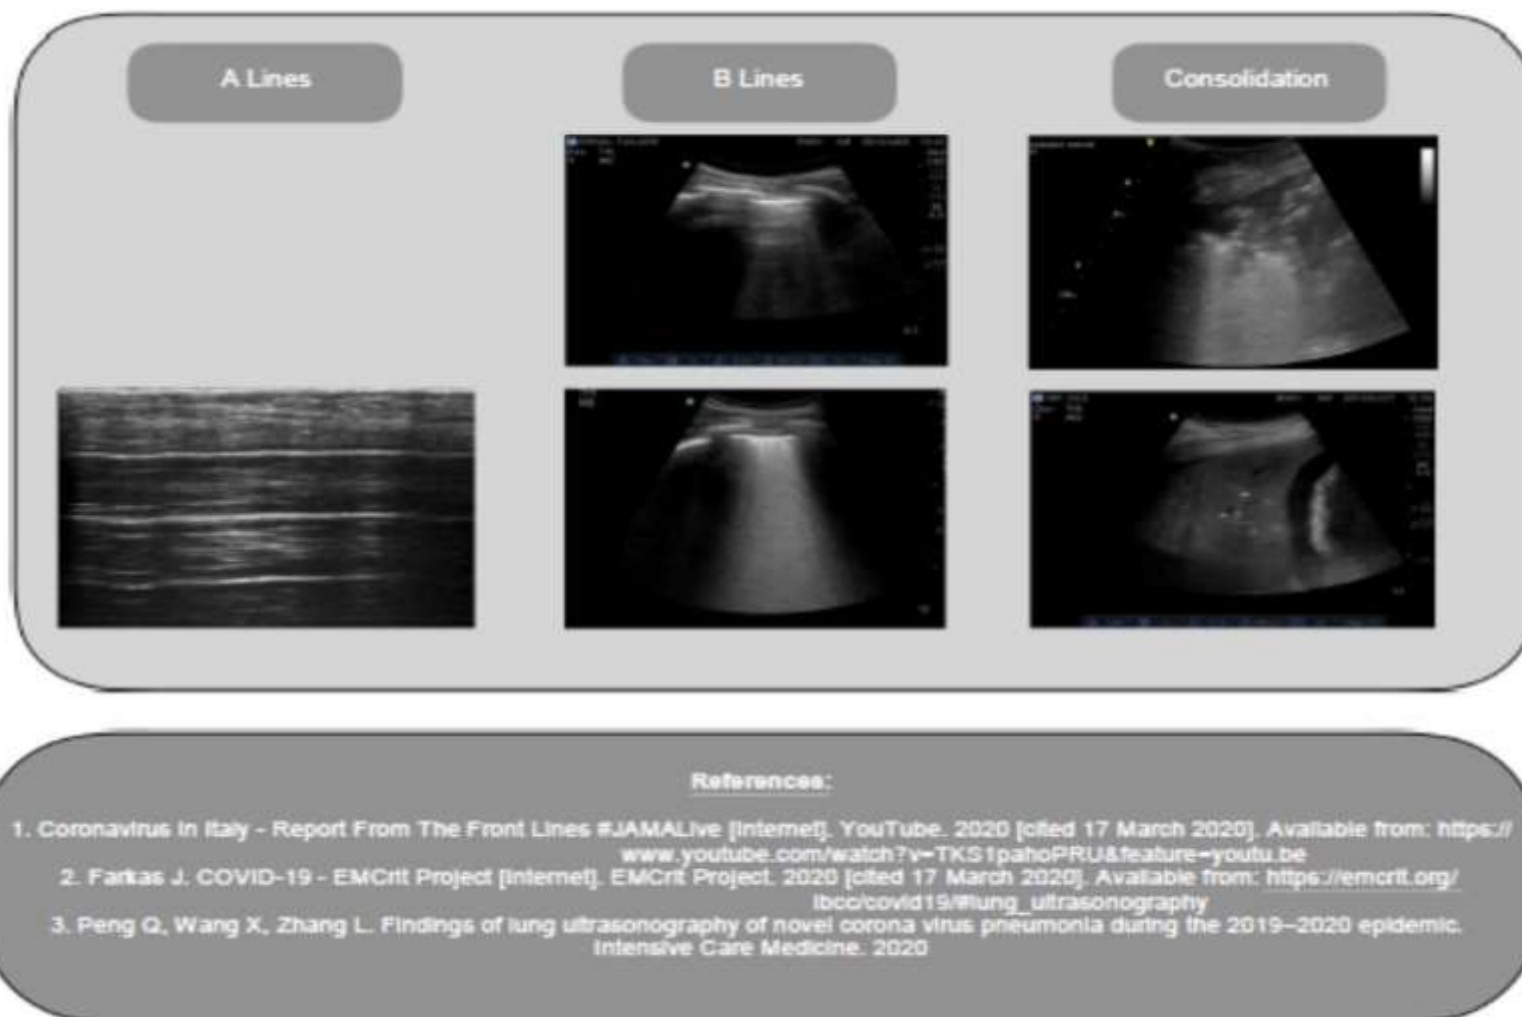 A Lines
B Lines
Consolidation
References:
1. Coronavirus in Italy - Report From The Front Lines #JAMALive [Internet]. YouTube. 2020 [cited 17 March 2020]. Available from: https://
www.youtube.com/watch?v=TKS1pahoPRU&feature=youtu.be
2. Farkas J. COVID-19 - EMCrit Project [Internet]. EMCrit Project. 2020 [cited 17 March 2020]. Available from: https://emcrit.org/
ibcc/covid19/#lung_ultrasonography
3. Peng Q, Wang X, Zhang L. Findings of lung ultrasonography of novel corona virus pneumonia during the 2019–2020 epidemic.
Intensive Care Medicine. 2020